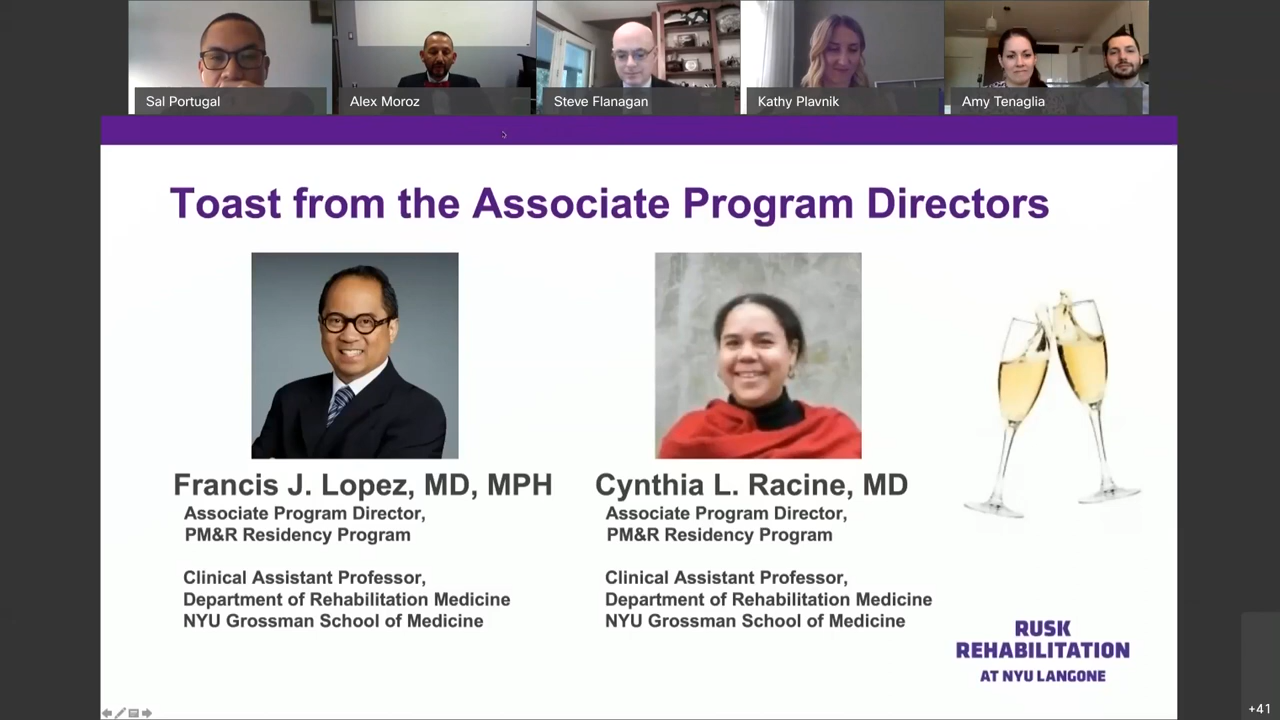 Sal Portugal
Alex Moroz
Steve Flanagan
Kathy Plavnik
Amy Tenaglia
Toast from the Associate Program Directors
Francis J. Lopez, MD, MPH
Associate Program Director,
PM&R Residency Program
Clinical Assistant Professor,
Department of Rehabilitation Medicine
NYU Grossman School of Medicine
Cynthia L. Racine, MD
Associate Program Director,
PM&R Residency Program
Clinical Assistant Professor,
Department of Rehabilitation Medicine
NYU Grossman School of Medicine
RUSK
REHABILITATION
AT NYU LANGONE
+41